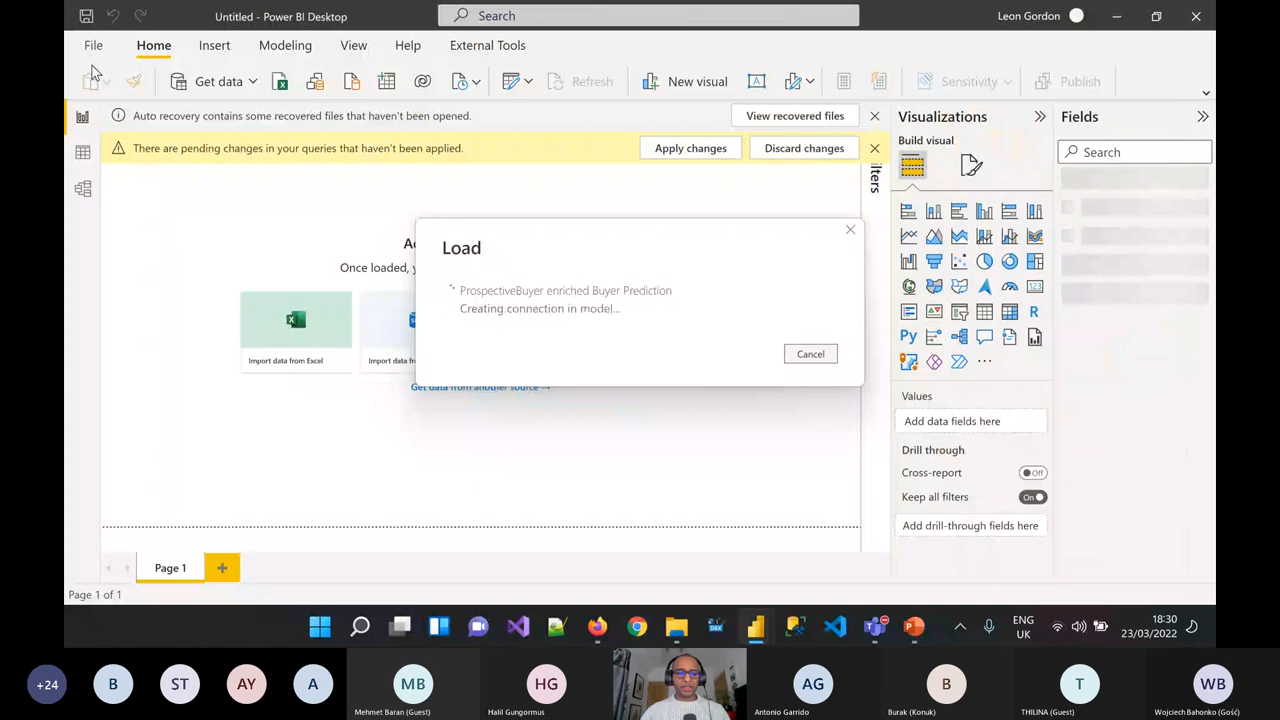 Untitled - Power BI Desktop
Search
Leon Gordon
File
Home
Insert
Modeling
View
Help
External Tools
Get data
Refresh
New visual
Sensitivity
Publish
Auto recovery contains some recovered files that haven't been opened.
View recovered files
There are pending changes in your queries that haven't been applied.
Apply changes
Discard changes
Visualizations
Build visual
Fields
Search
Load
Once loaded,
ProspectiveBuyer enriched Buyer Prediction
Creating connection in model...
Cancel
Import data from Excel
Import data
Get data from another source →
R
Py
Values
Add data fields here
Drill through
Cross-report
Off
Keep all filters
On
Add drill-through fields here
Page 1
Page 1 of 1
ENG
UK
18:30
23/03/2022
+24
B
ST
AY
A
MB
Mehmet Baran (Guest)
HG
Halil Gungormus
AG
Antonio Garrido
B
Burak (Konuk)
T
THILINA (Guest)
WB
Wojciech Bahonko (Gość)